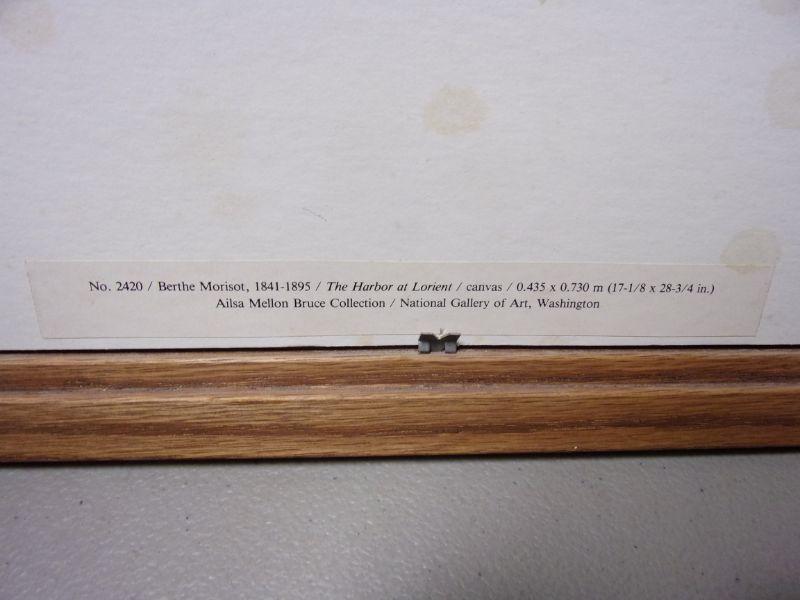 No. 2420 / Berthe Morisot, 1841-1895 / The Harbor at Lorient / canvas / 0.435 x 0.730 m (17-1/8 x 28-3/4 in.)
Ailsa Mellon Bruce Collection / National Gallery of Art, Washington